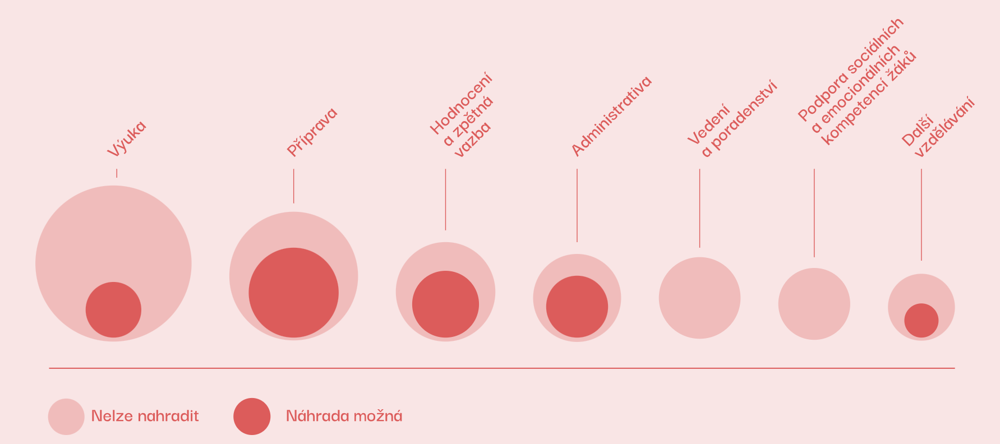 Výuka
Příprava
Hodnocení
a zpětná
vazba
Administrativa
Vedení
a poradenství
Podpora sociálních
a emocionálních
kompetencí žáků
Další
vzdělávání
Nelze nahradit
Náhrada možná